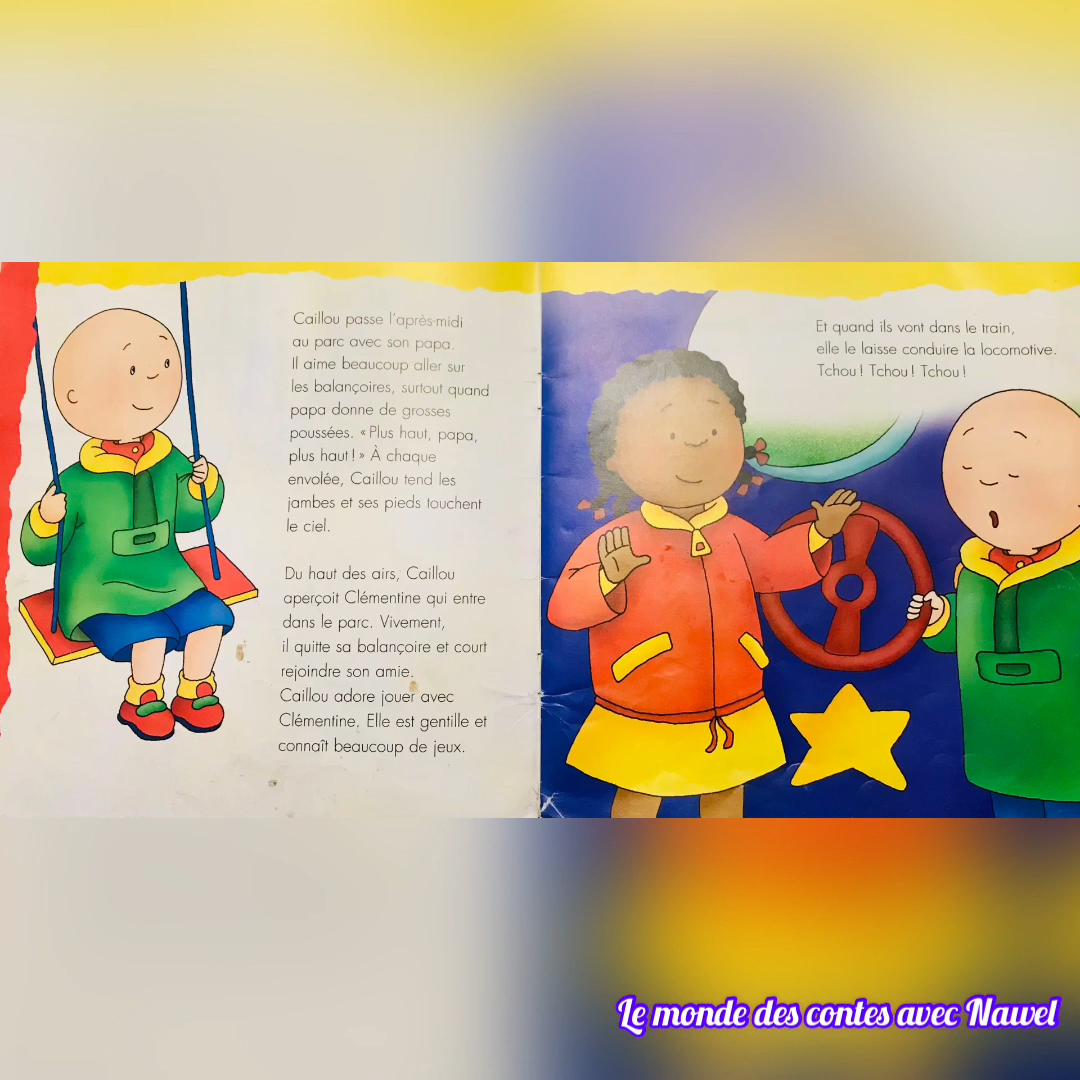 Caillou passe l'après-midi
au parc avec son papa.
Il aime beaucoup aller sur
les balançoires, surtout quand
papa donne de grosses
poussées. « Plus haut, papa,
plus haut ! » À chaque
envolée, Caillou tend les
jambes et ses pieds touchent
le ciel.
Du haut des airs, Caillou
aperçoit Clémentine qui entre
dans le parc. Vivement,
il quitte sa balançoire et court
rejoindre son amie.
Caillou adore jouer avec
Clémentine. Elle est gentille et
connaît beaucoup de jeux.
Et quand ils vont dans le train,
elle le laisse conduire la locomotive.
Tchou ! Tchou ! Tchou !
Le monde des contes avec Nawel